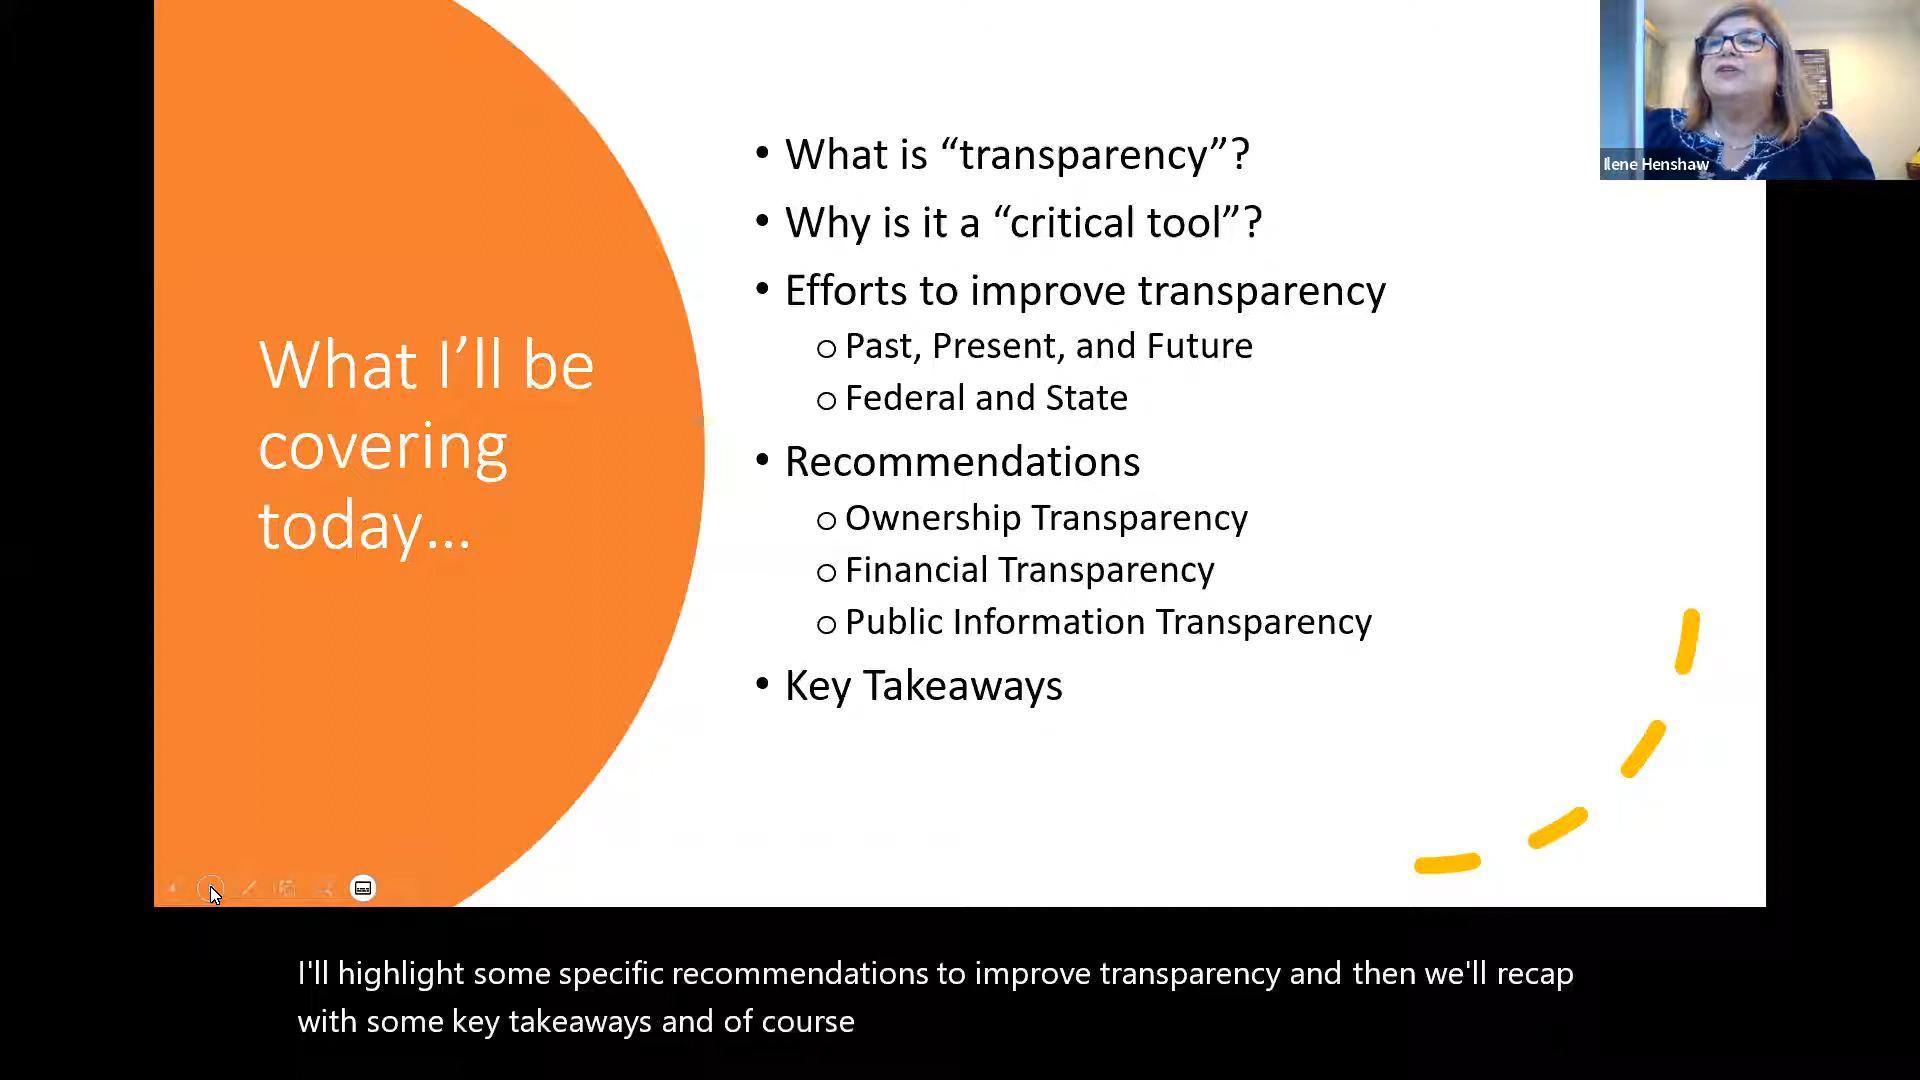 What I’ll be
covering
today...
• What is “transparency”?
• Why is it a “critical tool”?
• Efforts to improve transparency
o Past, Present, and Future
o Federal and State
• Recommendations
o Ownership Transparency
o Financial Transparency
o Public Information Transparency
• Key Takeaways
Ilene Henshaw
I'll highlight some specific recommendations to improve transparency and then we'll recap
with some key takeaways and of course